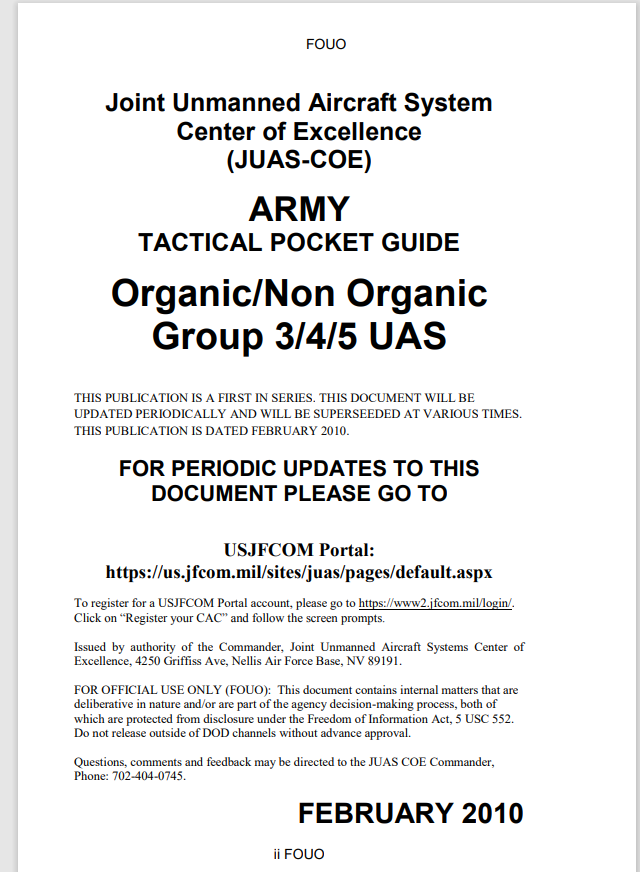 FOUO
Joint Unmanned Aircraft System
Center of Excellence
(JUAS-COE)
ARMY
TACTICAL POCKET GUIDE
Organic/Non Organic
Group 3/4/5 UAS
THIS PUBLICATION IS A FIRST IN SERIES. THIS DOCUMENT WILL BE
UPDATED PERIODICALLY AND WILL BE SUPERSEEDED AT VARIOUS TIMES.
THIS PUBLICATION IS DATED FEBRUARY 2010.
FOR PERIODIC UPDATES TO THIS
DOCUMENT PLEASE GO TO
USJFCOM Portal:
https://us.jfcom.mil/sites/juas/pages/default.aspx
To register for a USJFCOM Portal account, please go to https://www2.jfcom.mil/login/.
Click on “Register your CAC” and follow the screen prompts.
Issued by authority of the Commander, Joint Unmanned Aircraft Systems Center of
Excellence, 4250 Griffiss Ave, Nellis Air Force Base, NV 89191.
FOR OFFICIAL USE ONLY (FOUO): This document contains internal matters that are
deliberative in nature and/or are part of the agency decision-making process, both of
which are protected from disclosure under the Freedom of Information Act, 5 USC 552.
Do not release outside of DOD channels without advance approval.
Questions, comments and feedback may be directed to the JUAS COE Commander,
Phone: 702-404-0745.
FEBRUARY 2010
ii FOUO